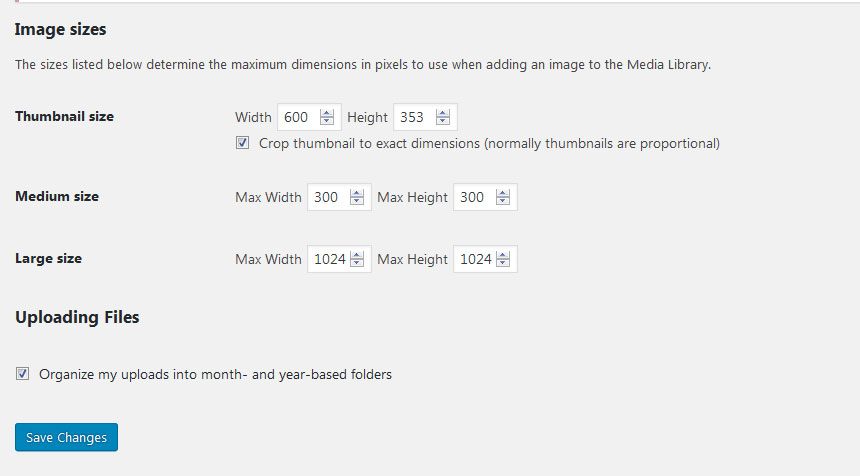 Image sizes
The sizes listed below determine the maximum dimensions in pixels to use when adding an image to the Media Library.
Thumbnail size Width 600 Height 353
Crop thumbnail to exact dimensions (normally thumbnails are proportional)
Medium size Max Width 300 Max Height 300
Large size Max Width 1024 Max Height 1024
Uploading Files
Organize my uploads into month- and year-based folders
Save Changes